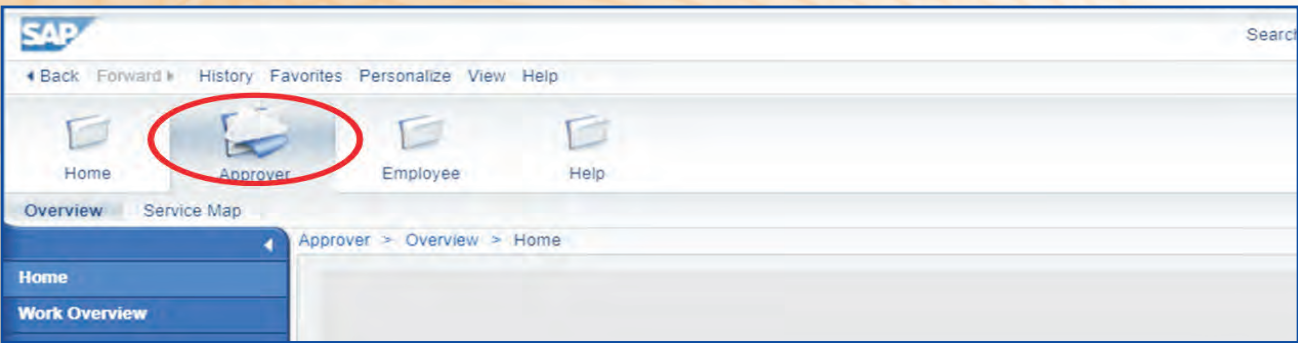 SAP
Search
Back Forward History Favorites Personalize View Help
Home Approver Employee Help
Overview Service Map
Approver > Overview > Home
Home
Work Overview